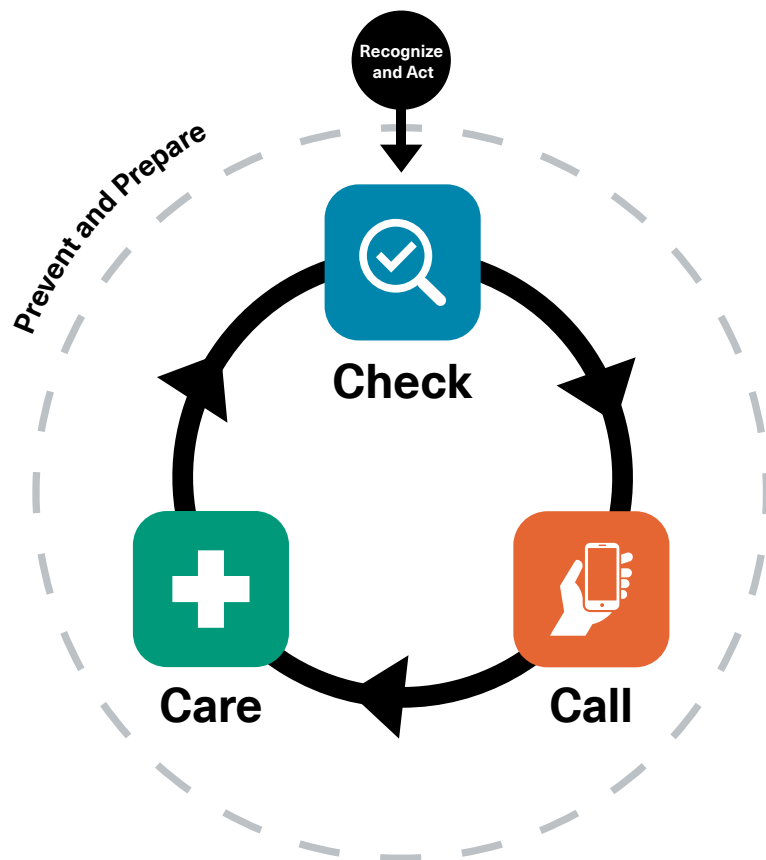 Recognize
and Act
Prevent and Prepare
Check
Care
Call